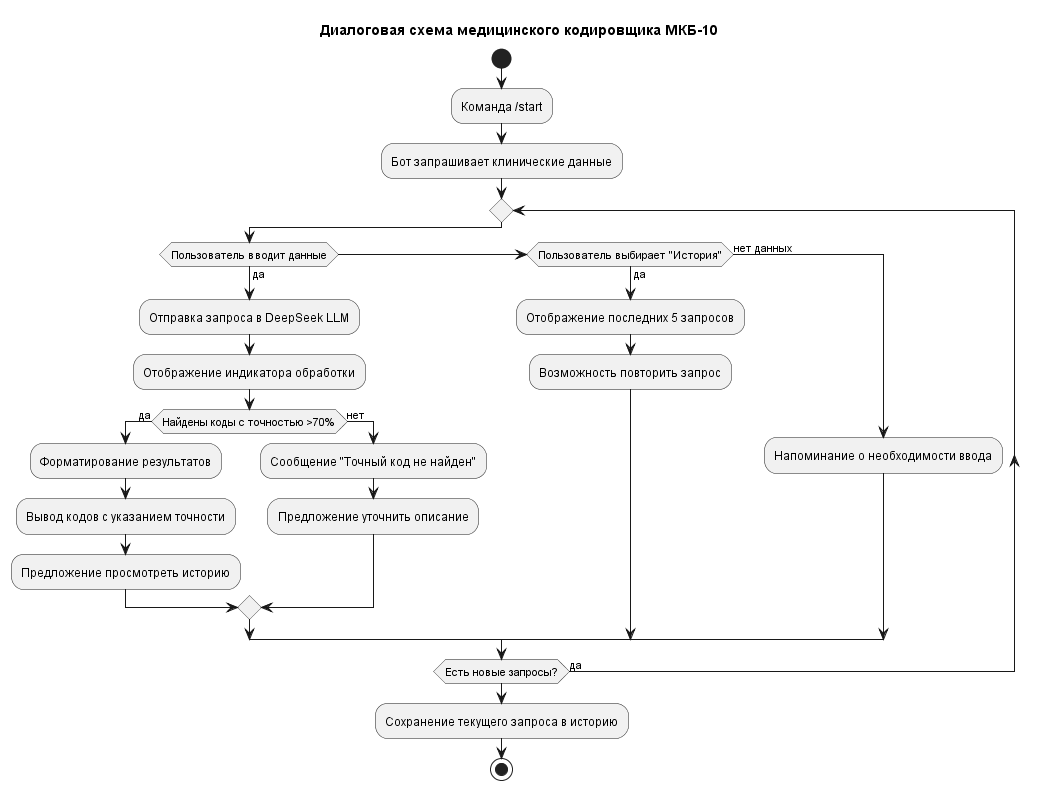 Диалоговая схема медицинского кодировщика МКБ-10
Команда /start
Бот запрашивает клинические данные
Пользователь вводит данные
да
Отправка запроса в DeepSeek LLM
Отображение индикатора обработки
Найдены коды с точностью >70%
да
Форматирование результатов
Вывод кодов с указанием точности
Предложение просмотреть историю
нет
Сообщение "Точный код не найден"
Предложение уточнить описание
Пользователь выбирает "История"
да
Отображение последних 5 запросов
Возможность повторить запрос
нет данных
Напоминание о необходимости ввода
Есть новые запросы?
да
Сохранение текущего запроса в историю